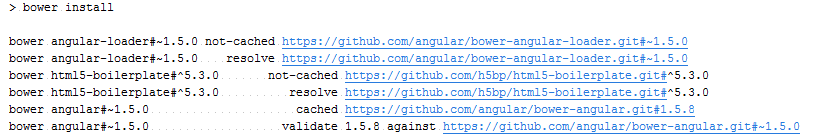 > bower install
bower angular-loader#~1.5.0 not-cached https://github.com/angular/bower-angular-loader.git#~1.5.0
bower angular-loader#~1.5.0 resolve https://github.com/angular/bower-angular-loader.git#~1.5.0
bower html5-boilerplate#^5.3.0 not-cached https://github.com/h5bp/html5-boilerplate.git#^5.3.0
bower html5-boilerplate#^5.3.0 resolve https://github.com/h5bp/html5-boilerplate.git#^5.3.0
bower angular#~1.5.0 cached https://github.com/angular/bower-angular.git#1.5.8
bower angular#~1.5.0 validate 1.5.8 against https://github.com/angular/bower-angular.git#~1.5.0